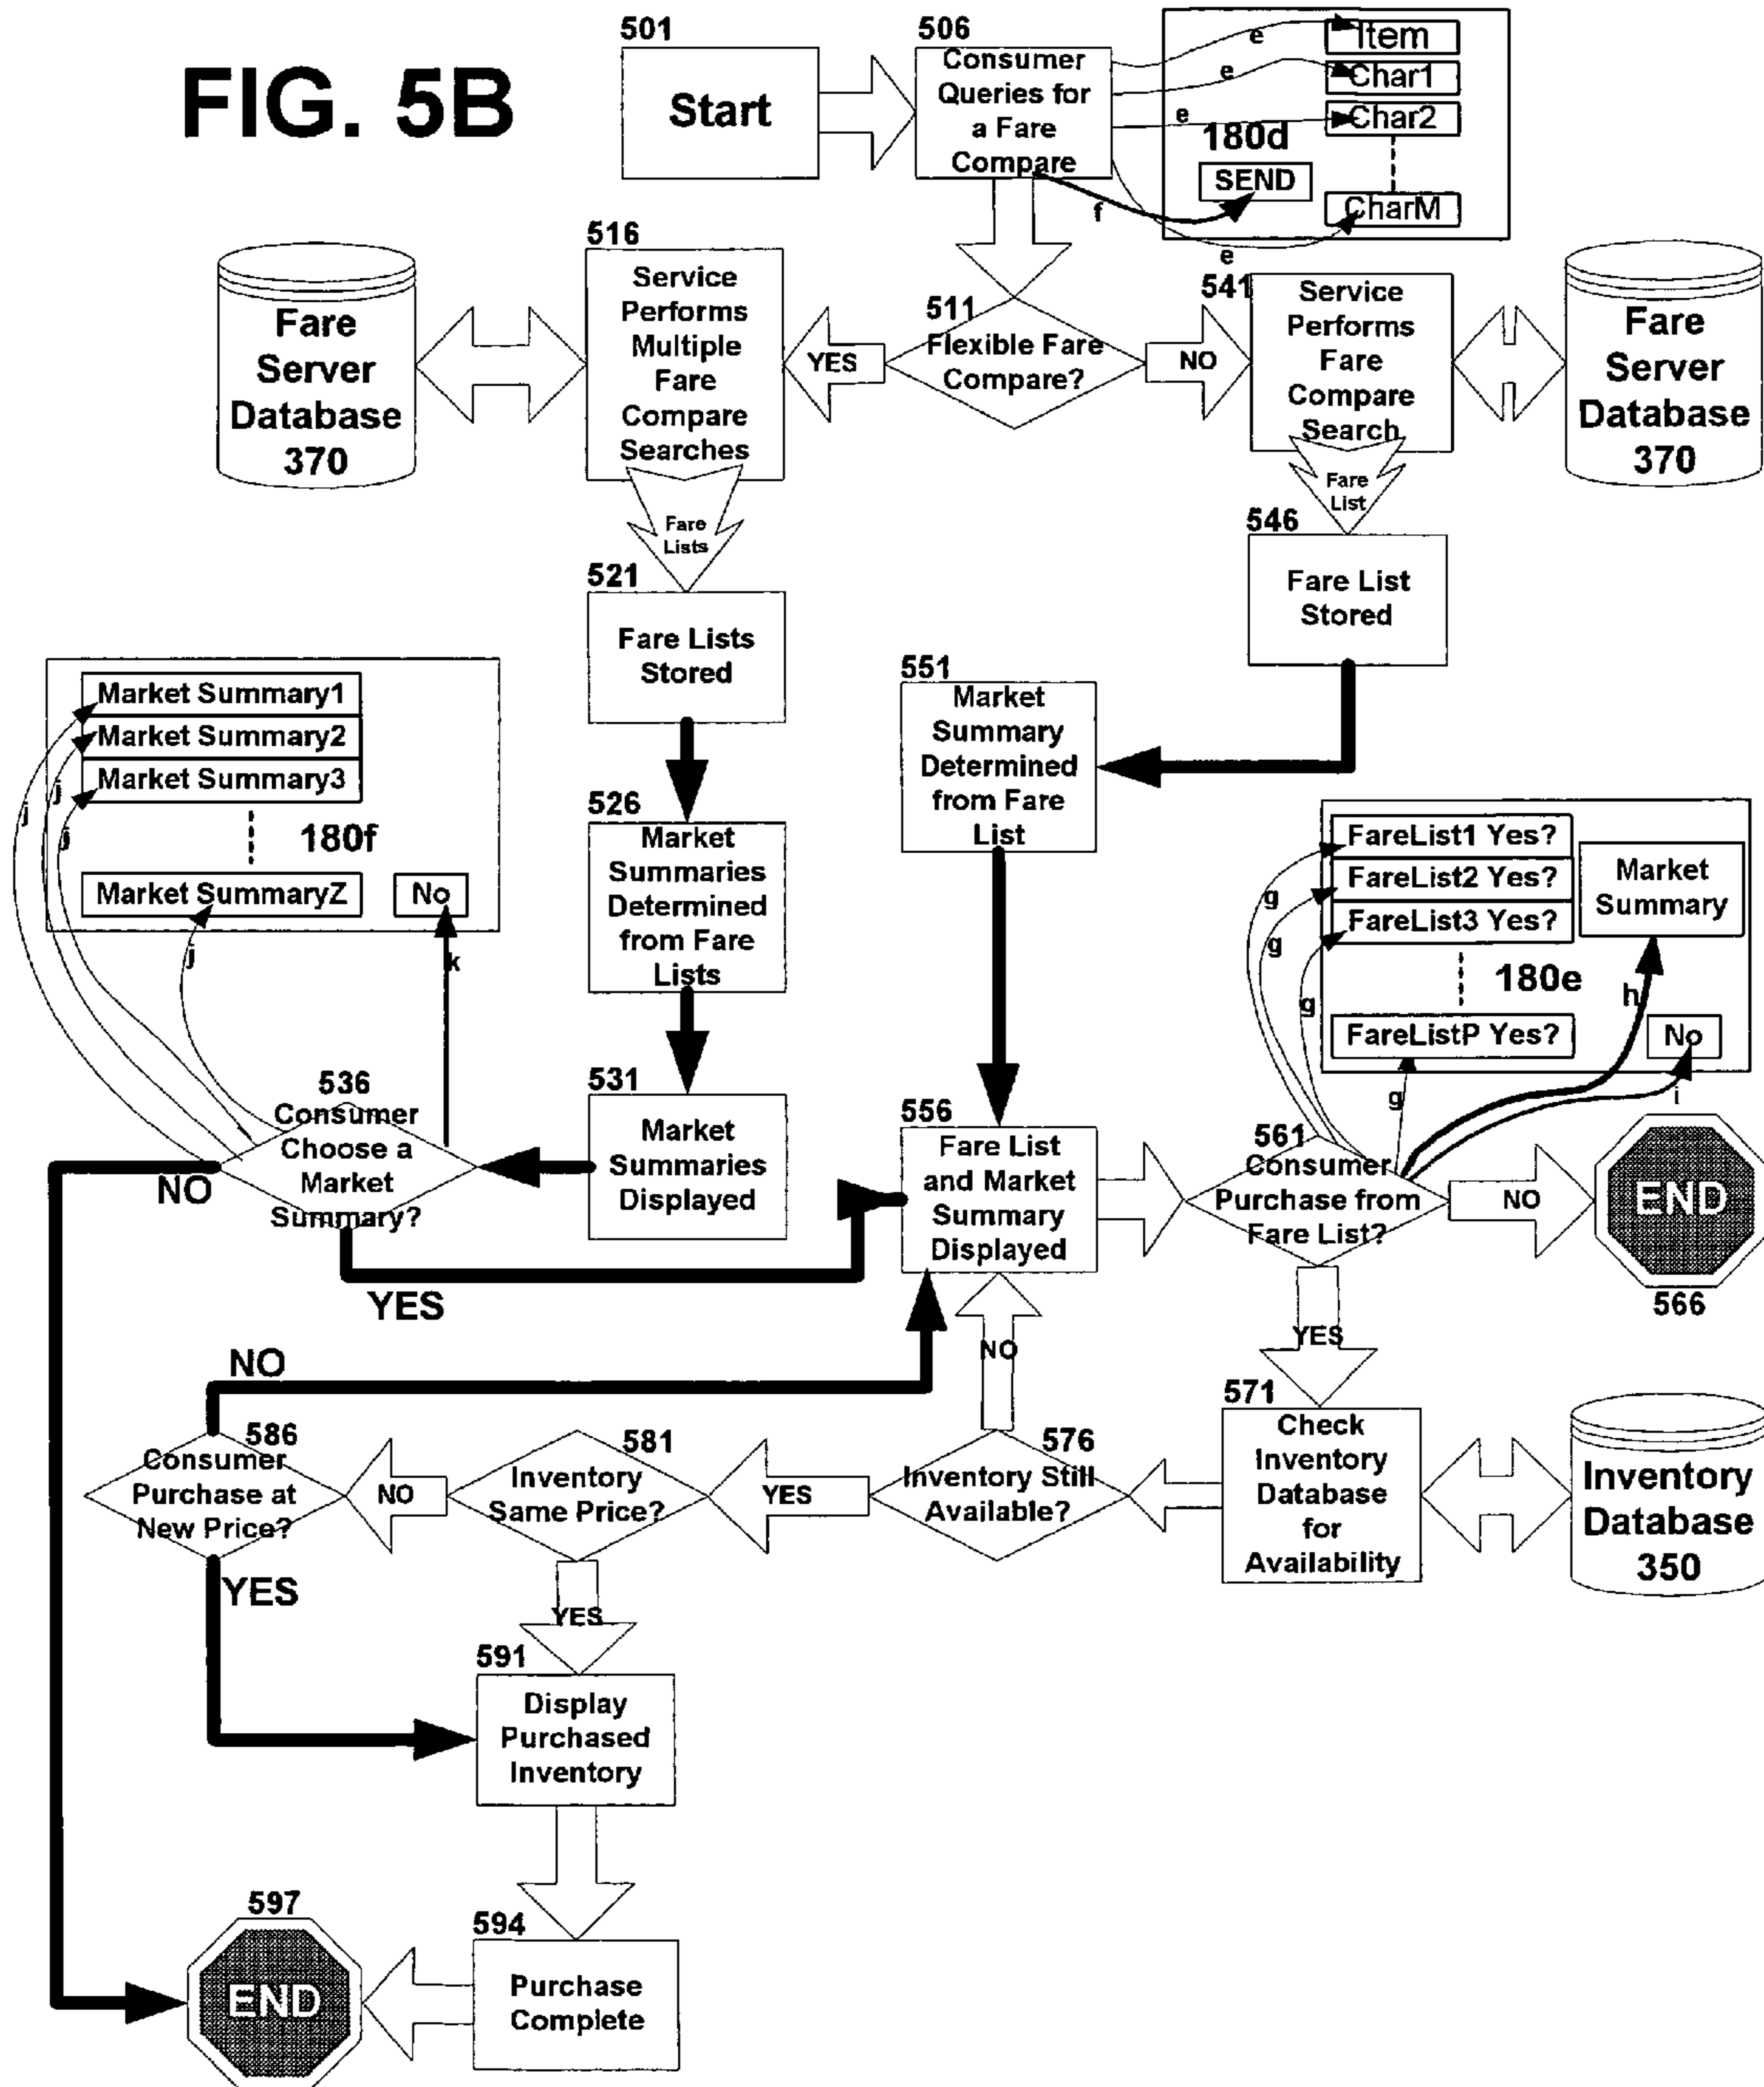 FIG. 5B
501
Start
506
Consumer
Queries for
a Fare
Compare
e
Item
e
Char1
e
Char2
180d
SEND
CharM
f
e
516
Service
Performs
Multiple
Fare
Compare
Searches
Fare
Server
Database
370
511
Flexible Fare
Compare?
YES
NO
541
Service
Performs
Fare
Compare
Search
Fare
Server
Database
370
Fare
Lists
Fare
List
521
Fare Lists
Stored
546
Fare List
Stored
Market Summary1
Market Summary2
Market Summary3
180f
Market SummaryZ
No
j
j
j
j
k
526
Market
Summaries
Determined
from Fare
Lists
551
Market
Summary
Determined
from Fare
List
FareList1 Yes?
FareList2 Yes?
FareList3 Yes?
Market
Summary
180e
FareListP Yes?
No
g
g
g
g
h
i
536
Consumer
Choose a
Market
Summary?
NO
YES
531
Market
Summaries
Displayed
556
Fare List
and Market
Summary
Displayed
561
Consumer
Purchase from
Fare List?
NO
END
566
YES
NO
NO
586
Consumer
Purchase at
New Price?
NO
581
Inventory
Same Price?
YES
576
Inventory Still
Available?
571
Check
Inventory
Database
for
Availability
Inventory
Database
350
YES
YES
591
Display
Purchased
Inventory
597
END
594
Purchase
Complete